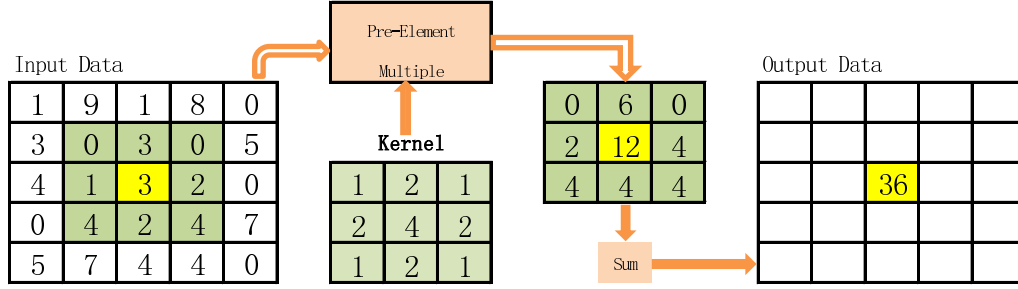 Pre-Element
Multiple
Input Data
Output Data
1 9 1 8 0
3 0 3 0 5
4 1 3 2 0
0 4 2 4 7
5 7 4 4 0
Kernel
1 2 1
2 4 2
1 2 1
0 6 0
2 12 4
4 4 4
Sum
36